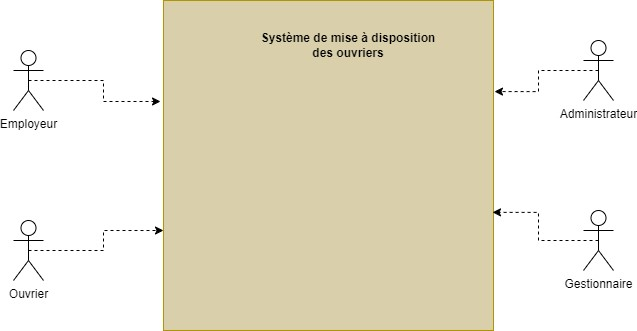 Système de mise à disposition
des ouvriers
Employeur
Administrateur
Ouvrier
Gestionnaire